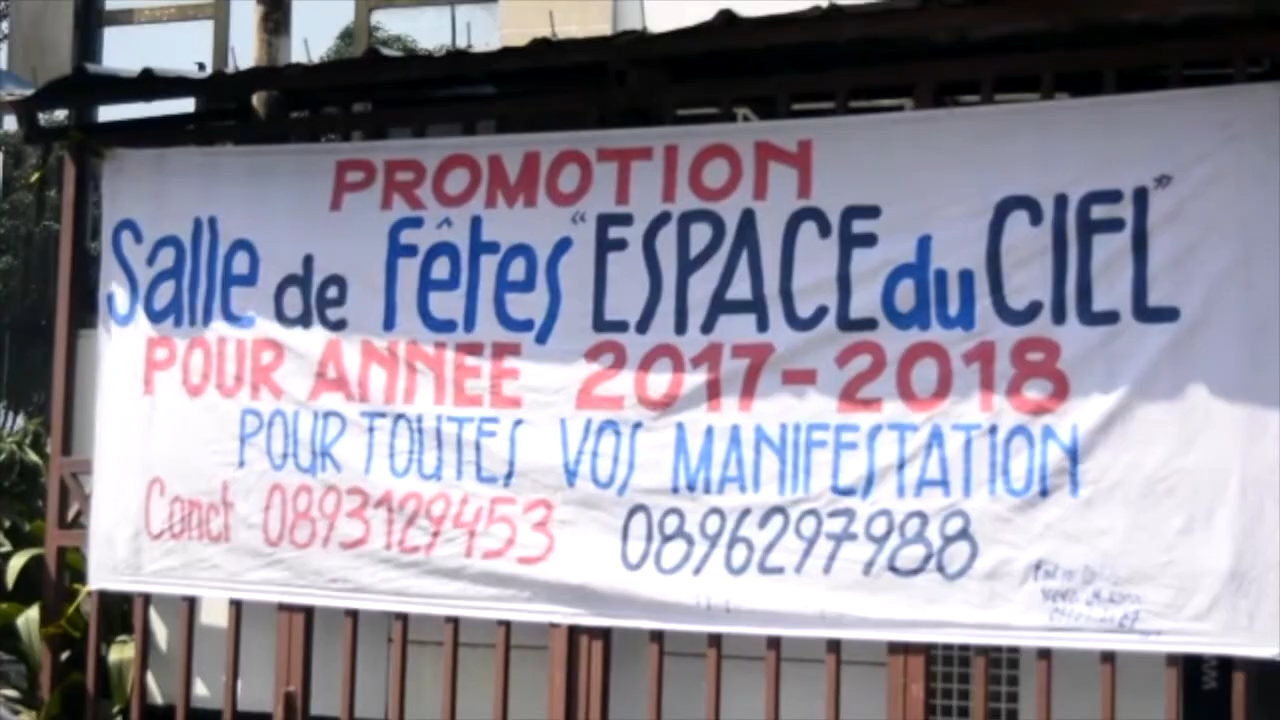 PROMOTION
Salle de Fêtes "ESPACE du CIEL"
POUR ANNEE 2017-2018
POUR TOUTES VOS MANIFESTATION
Conct 0893129453 0896297988